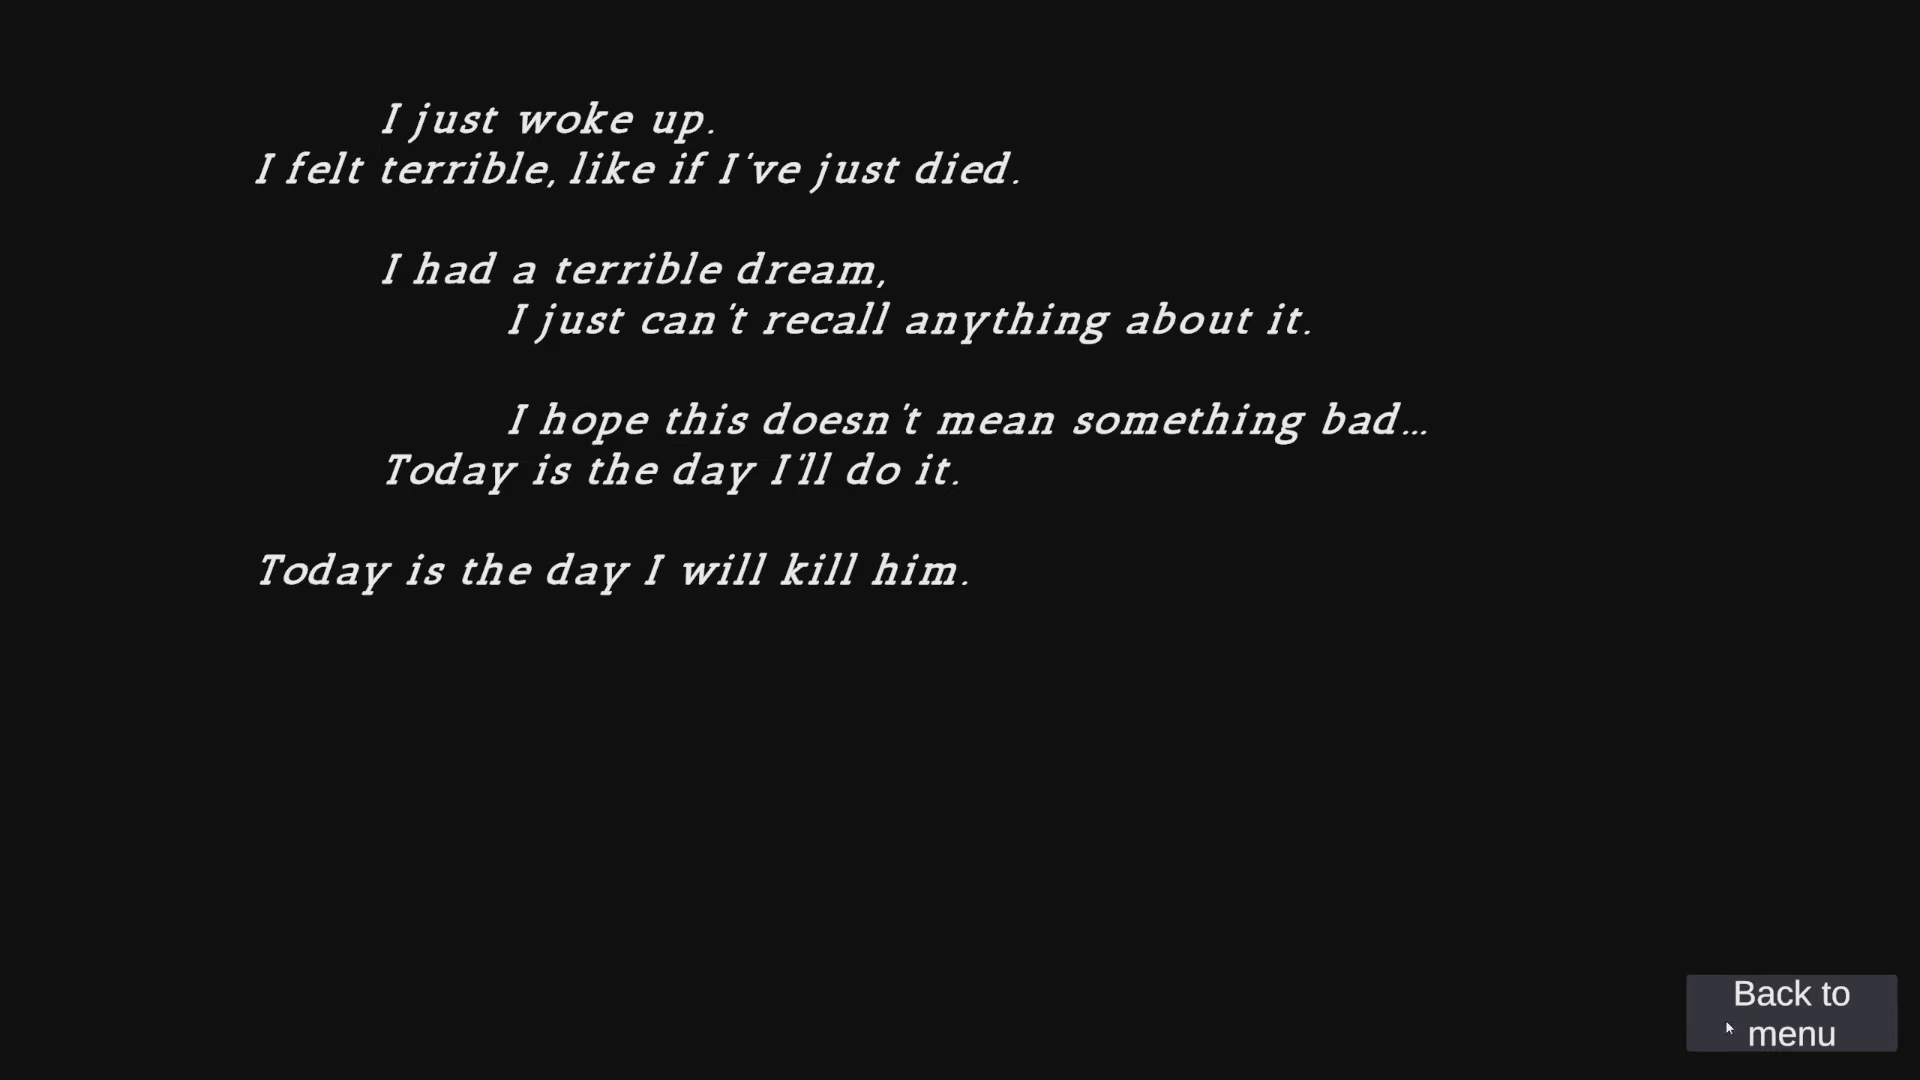 I just woke up.
I felt terrible, like if I've just died.
I had a terrible dream,
I just can't recall anything about it.
I hope this doesn't mean something bad...
Today is the day I'll do it.
Today is the day I will kill him.
Back to
menu